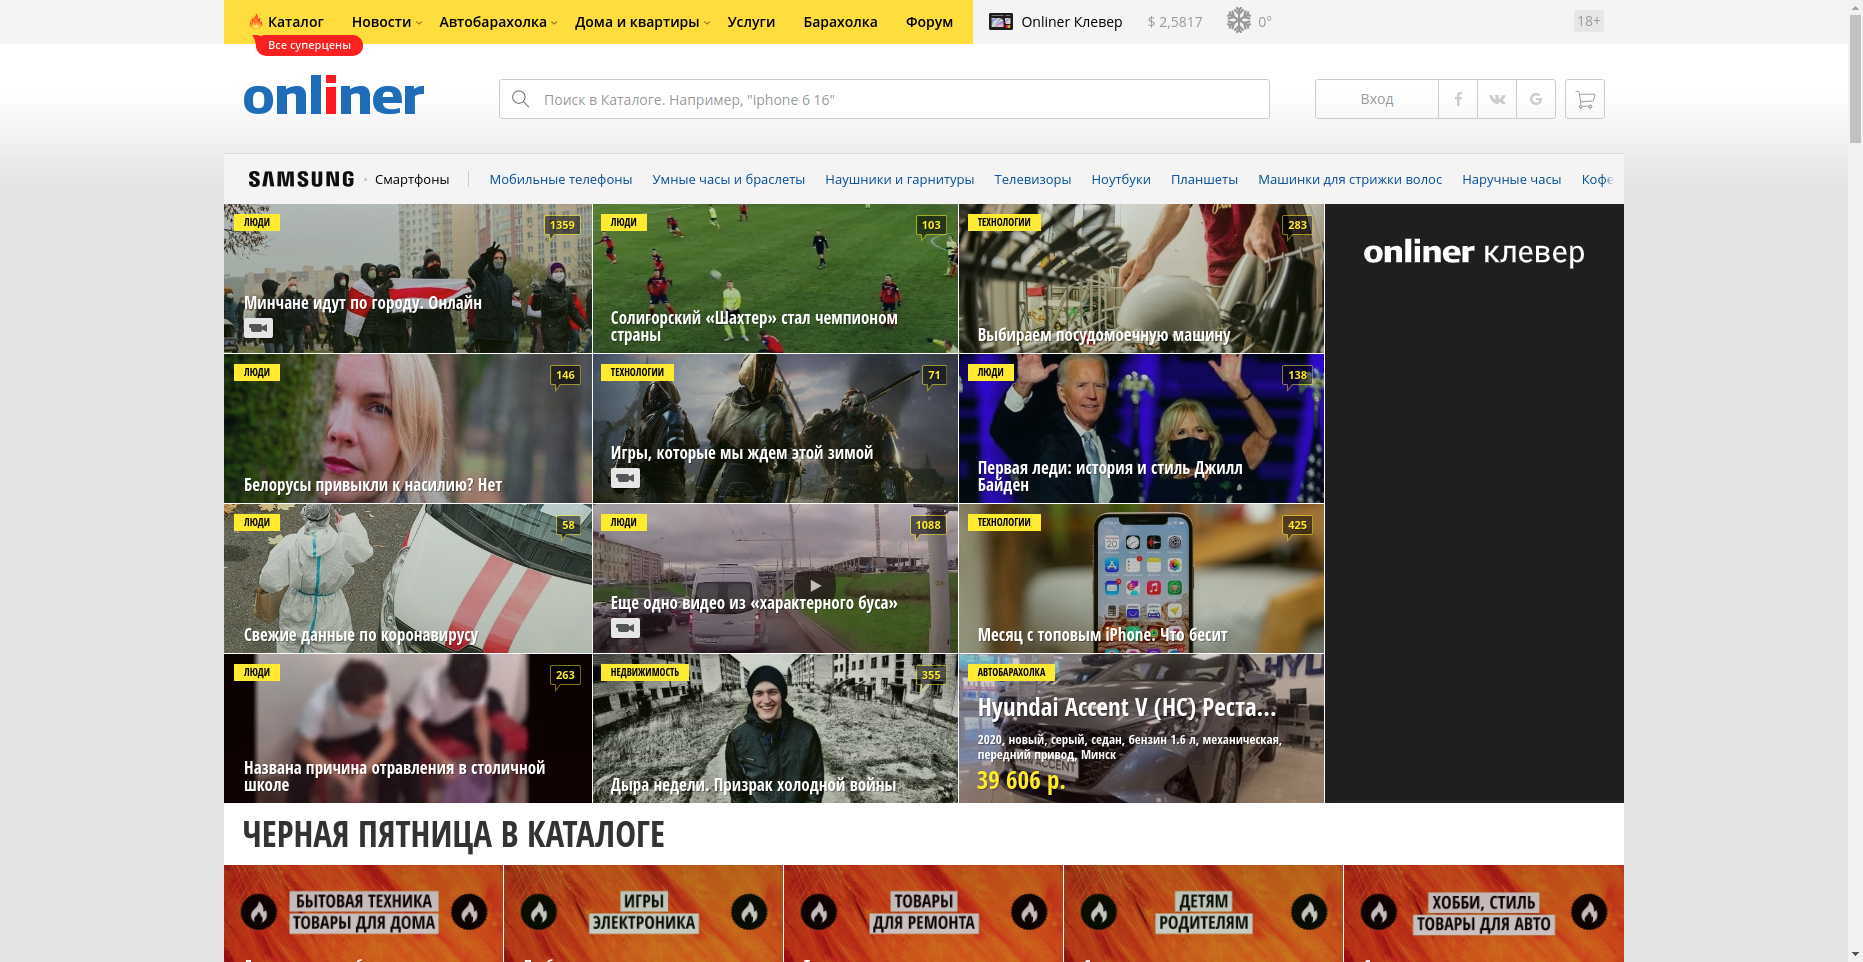 Каталог Новости Автобарахолка Дома и квартиры Услуги Барахолка Форум Onliner Клевер $ 2,5817 0° 18+
Все суперцены
onliner
Поиск в Каталоге. Например, "iphone 6 16"
Вход
SAMSUNG Смартфоны Мобильные телефоны Умные часы и браслеты Наушники и гарнитуры Телевизоры Ноутбуки Планшеты Машинки для стрижки волос Наручные часы Кофе
ЛЮДИ 1359
Минчане идут по городу. Онлайн
ЛЮДИ 103
Солигорский «Шахтер» стал чемпионом
страны
ТЕХНОЛОГИИ 283
Выбираем посудомоечную машину
onliner клевер
ЛЮДИ 146
Белорусы привыкли к насилию? Нет
ТЕХНОЛОГИИ 71
Игры, которые мы ждем этой зимой
ЛЮДИ 138
Первая леди: история и стиль Джилл
Байден
ЛЮДИ 58
Свежие данные по коронавирусу
ЛЮДИ 1088
Еще одно видео из «характерного буса»
ТЕХНОЛОГИИ 425
Месяц с топовым iPhone. Что бесит
ЛЮДИ 263
Названа причина отравления в столичной
школе
НЕДВИЖИМОСТЬ 355
Дыра недели. Призрак холодной войны
АВТОБАРАХОЛКА
Hyundai Accent V (HC) Реста...
2020, новый, серый, седан, бензин 1.6 л, механическая,
передний привод, Минск
39 606 р.
ЧЕРНАЯ ПЯТНИЦА В КАТАЛОГЕ
БЫТОВАЯ ТЕХНИКА
ТОВАРЫ ДЛЯ ДОМА
ИГРЫ
ЭЛЕКТРОНИКА
ТОВАРЫ
ДЛЯ РЕМОНТА
ДЕТЯМ
РОДИТЕЛЯМ
ХОББИ, СТИЛЬ
ТОВАРЫ ДЛЯ АВТО